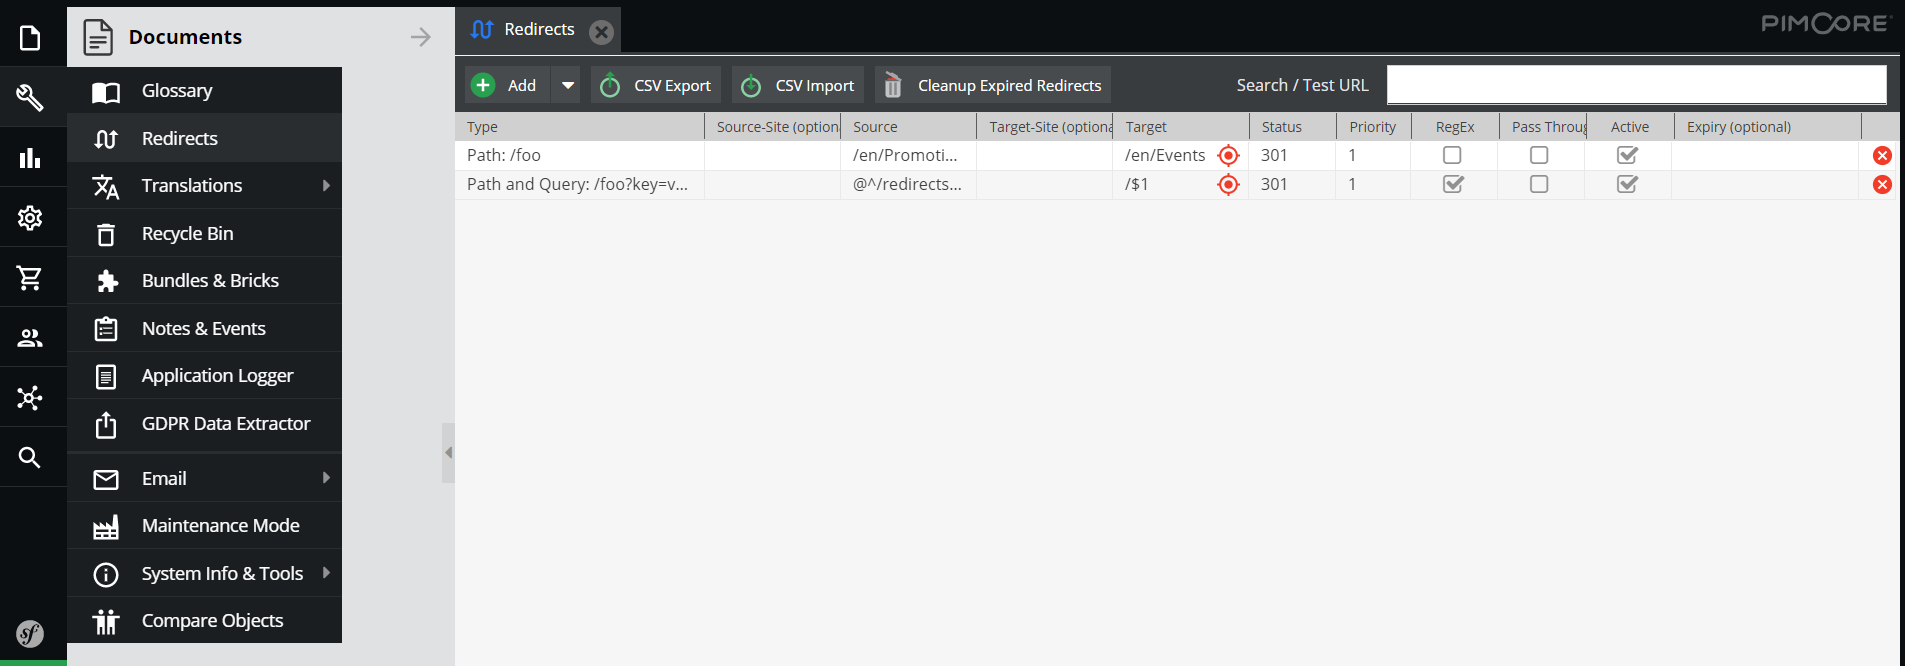 Documents
Glossary
Redirects
Translations
Recycle Bin
Bundles & Bricks
Notes & Events
Application Logger
GDPR Data Extractor
Email
Maintenance Mode
System Info & Tools
Compare Objects
Redirects
PIMCORE
Add CSV Export CSV Import Cleanup Expired Redirects Search / Test URL
Type Source-Site (option Source Target-Site (optiona Target Status Priority RegEx Pass Throug Active Expiry (optional)
Path: /foo /en/Promoti... /en/Events 301 1
Path and Query: /foo?key=v... @^/redirects... /$1 301 1
sf